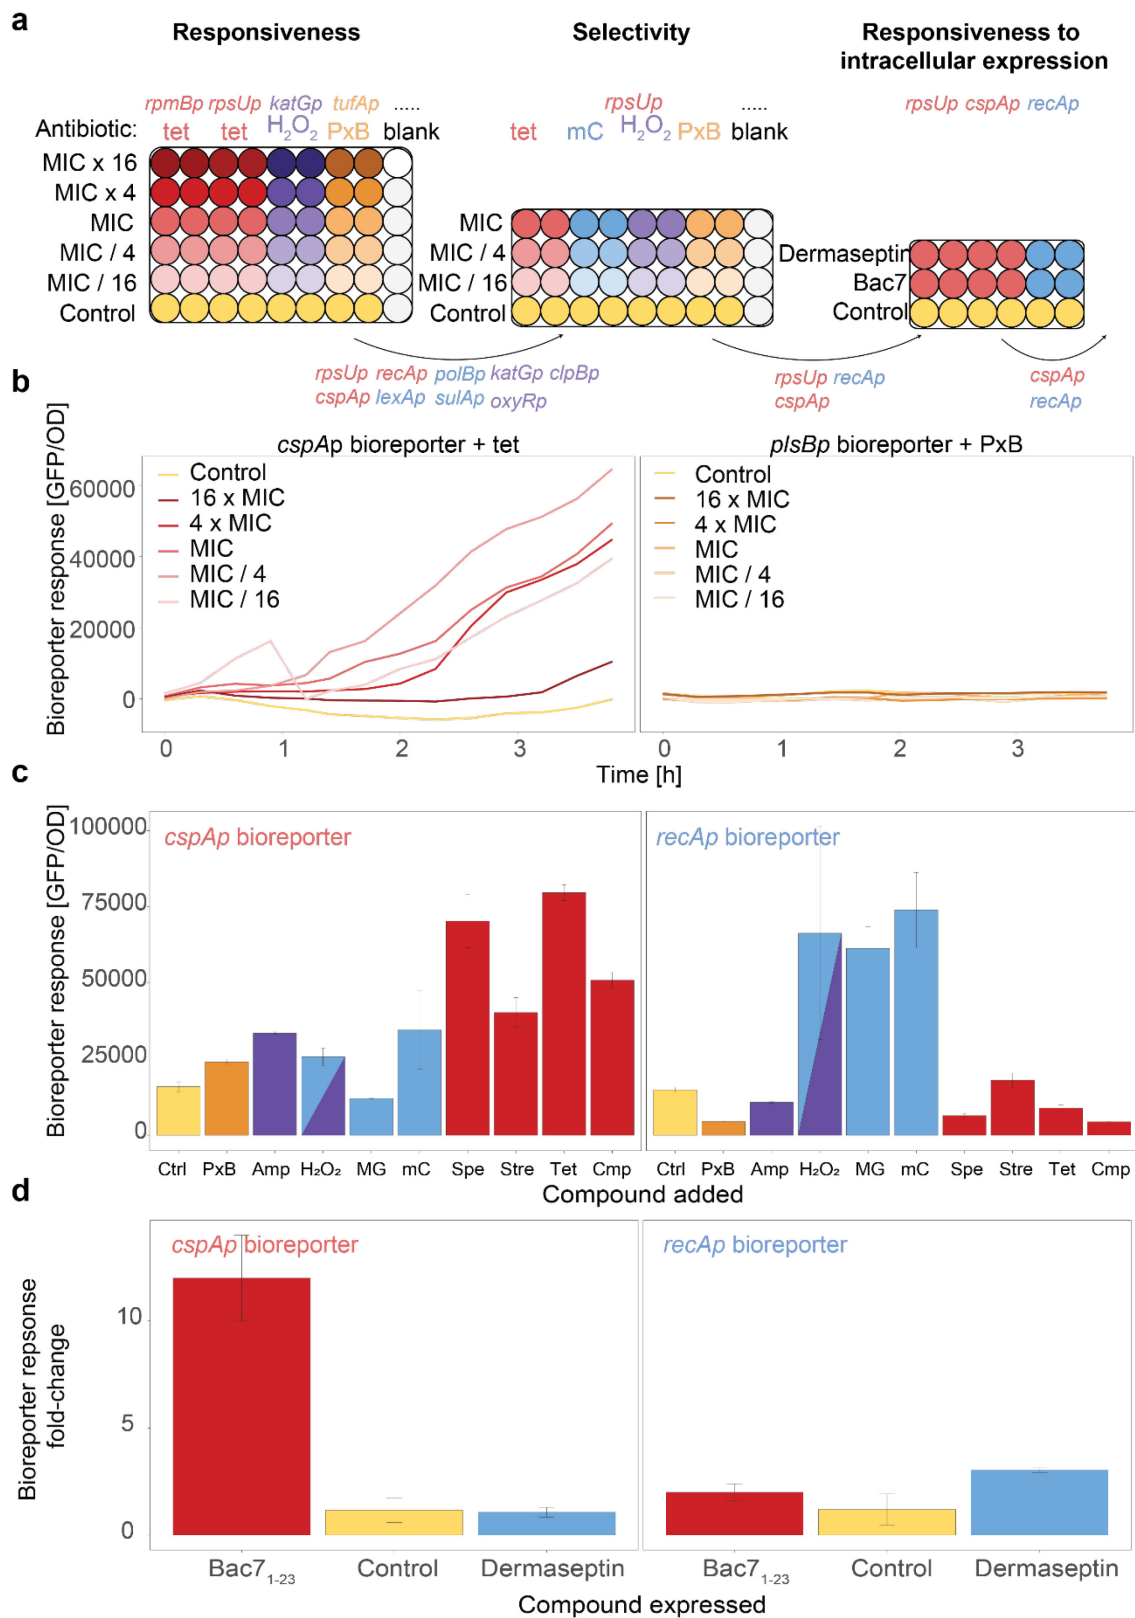 a
Responsiveness
Selectivity
Responsiveness to
intracellular expression
rpmBp rpsUp katGp tufAp .....
Antibiotic: tet tet H₂O₂ PxB blank
MIC x 16
MIC x 4
MIC
MIC / 4
MIC / 16
Control
rpsUp .....
tet mC H₂O₂ PxB blank
MIC
MIC / 4
MIC / 16
Control
rpsUp cspAp recAp
Dermaseptin
Bac7
Control
rpsUp recAp polBp katGp clpBp
cspAp lexAp sulAp oxyRp
rpsUp recAp
cspAp
cspAp
recAp
b
cspAp bioreporter + tet
plsBp bioreporter + PxB
Bioreporter response [GFP/OD]
60000
40000
20000
0
Control
16 x MIC
4 x MIC
MIC
MIC / 4
MIC / 16
Control
16 x MIC
4 x MIC
MIC
MIC / 4
MIC / 16
0 1 2 3
0 1 2 3
Time [h]
c
Bioreporter response [GFP/OD]
100000
75000
50000
25000
0
cspAp bioreporter
recAp bioreporter
Ctrl PxB Amp H₂O₂ MG mC Spe Stre Tet Cmp
Ctrl PxB Amp H₂O₂ MG mC Spe Stre Tet Cmp
Compound added
d
Bioreporter repsonse
fold-change
10
5
0
cspAp bioreporter
recAp bioreporter
Bac7₁₋₂₃ Control Dermaseptin
Bac7₁₋₂₃ Control Dermaseptin
Compound expressed